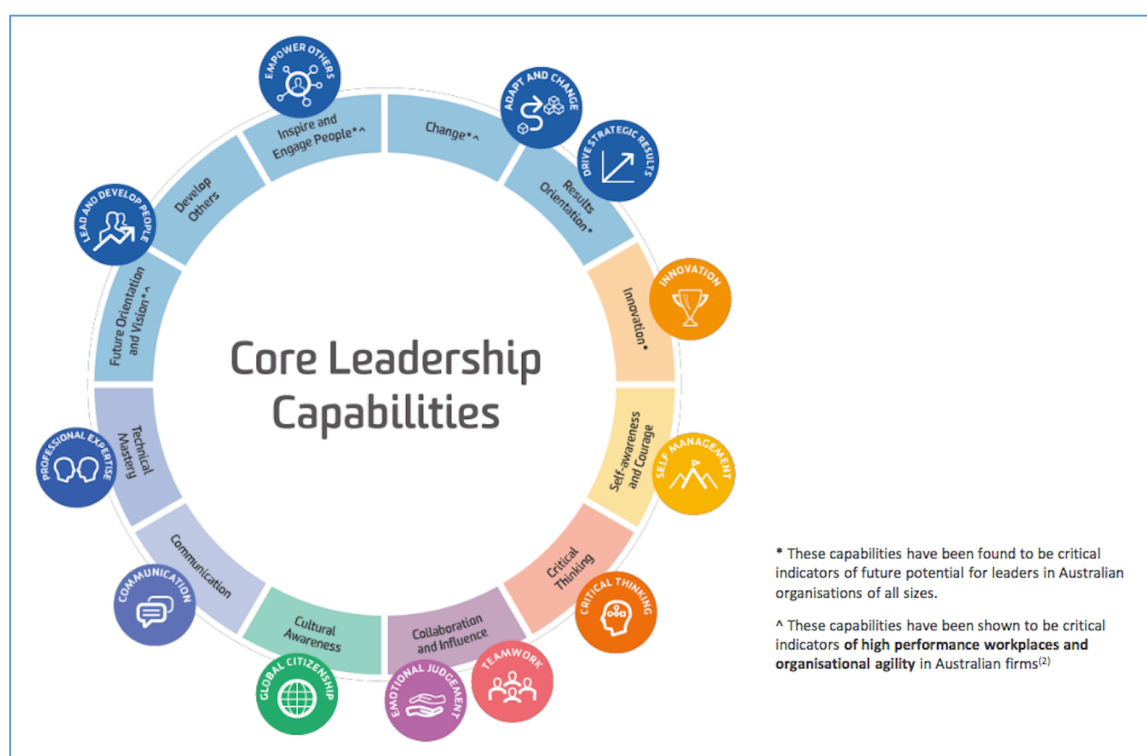 Core Leadership
Capabilities
EMPOWER OTHERS
Inspire and
Engage People*^
Change*^
ADAPT AND CHANGE
DRIVE STRATEGIC RESULTS
Results
Orientation*
INNOVATION
Innovation*
Self-awareness
and Courage
SELF MANAGEMENT
Critical
Thinking
CRITICAL THINKING
Collaboration
and Influence
TEAMWORK
EMOTIONAL JUDGEMENT
Cultural
Awareness
GLOBAL CITIZENSHIP
Communication
COMMUNICATION
Technical
Mastery
PROFESSIONAL EXPERTISE
Future Orientation
and Vision*^
LEAD AND DEVELOP PEOPLE
Develop
Others
* These capabilities have been found to be critical
indicators of future potential for leaders in Australian
organisations of all sizes.
^ These capabilities have been shown to be critical
indicators of high performance workplaces and
organisational agility in Australian firms(2)